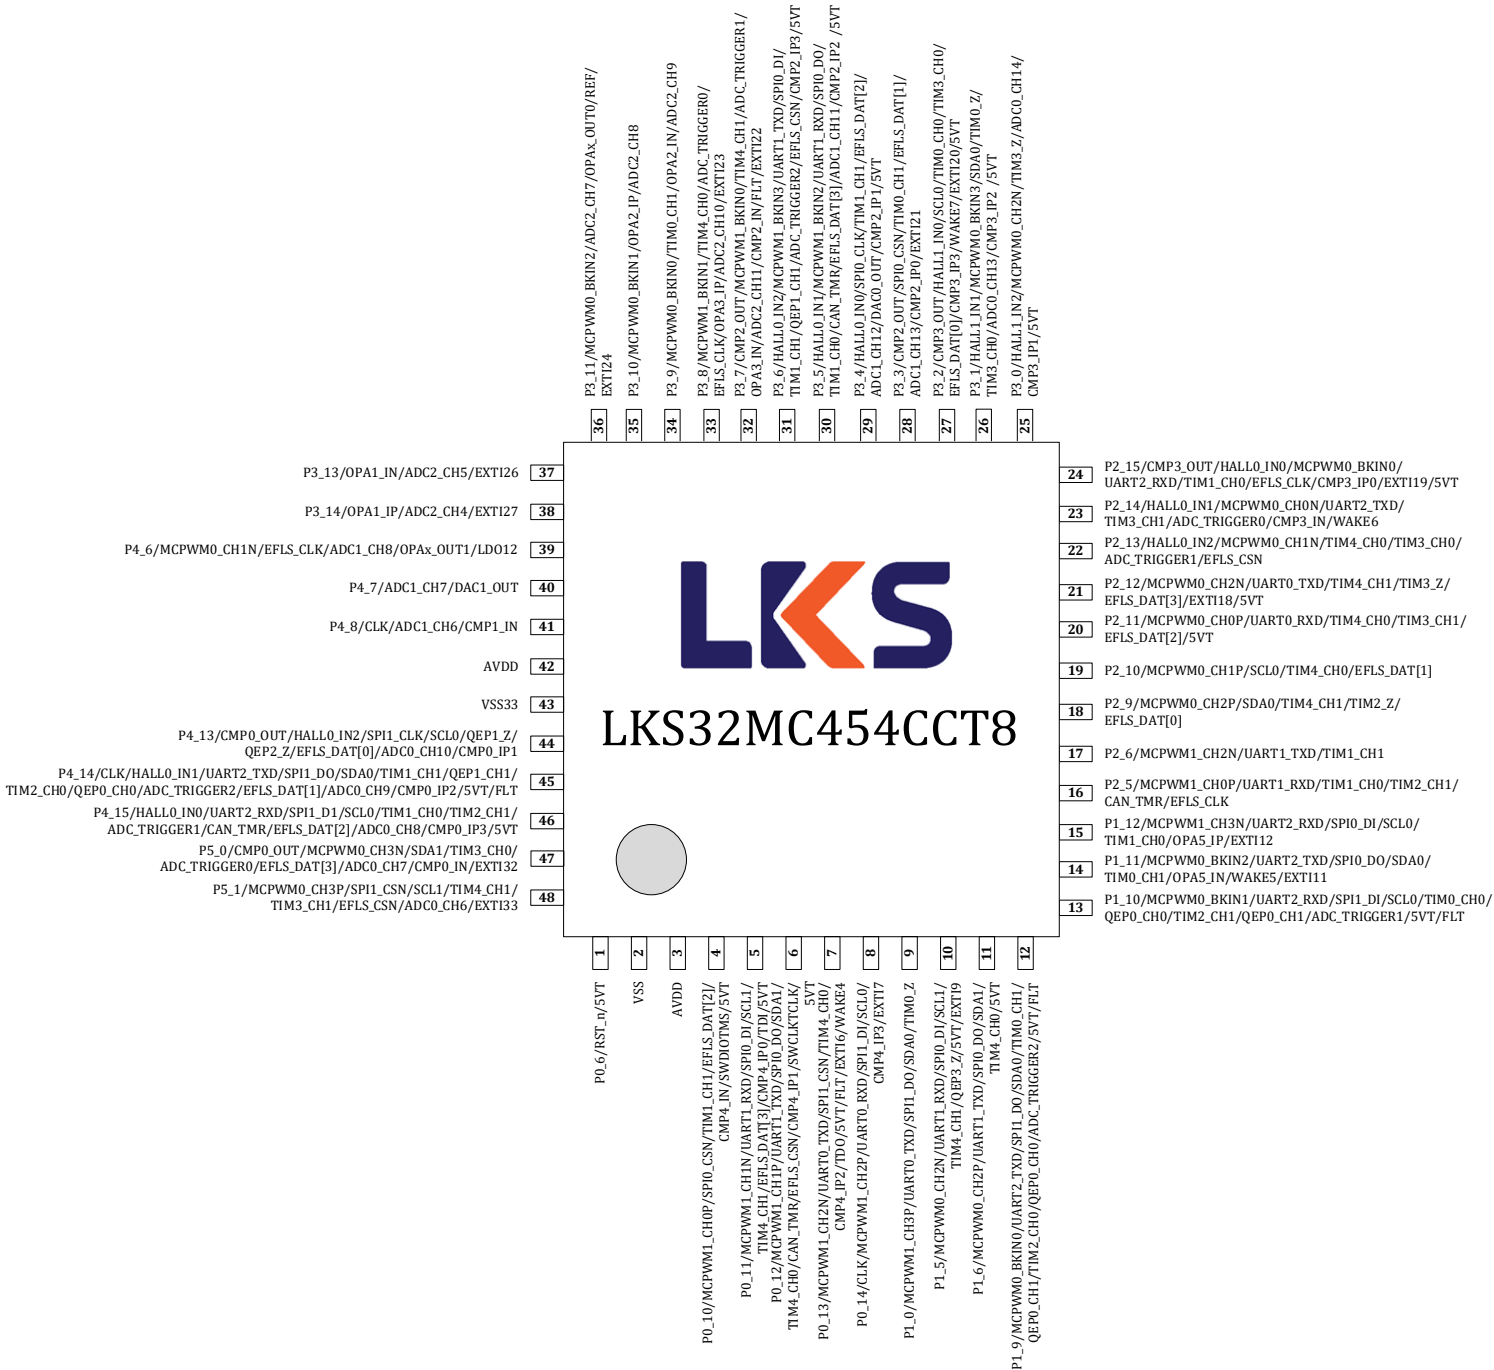 P3_11/MCPWM0_BKIN2/ADC2_CH7/OPAx_OUT0/REF/
EXTI24
P3_10/MCPWM0_BKIN1/OPA2_IP/ADC2_CH8
P3_9/MCPWM0_BKIN0/TIM0_CH1/OPA2_IN/ADC2_CH9
P3_8/MCPWM1_BKIN1/TIM4_CH0/ADC_TRIGGER0/
EFLS_CLK/OPA3_IP/ADC2_CH10/EXTI23
P3_7/CMP2_OUT/MCPWM1_BKIN0/TIM4_CH1/ADC_TRIGGER1/
OPA3_IN/ADC2_CH11/CMP2_IN/FLT/EXTI22
P3_6/HALL0_IN2/MCPWM1_BKIN3/UART1_TXD/SPI0_DI/
TIM1_CH1/QEP1_CH1/ADC_TRIGGER2/EFLS_CSN/CMP2_IP3/5VT
P3_5/HALL0_IN1/MCPWM1_BKIN2/UART1_RXD/SPI0_DO/
TIM1_CH0/CAN_TMR/EFLS_DAT[3]/ADC1_CH11/CMP2_IP2 /5VT
P3_4/HALL0_IN0/SPI0_CLK/TIM1_CH1/EFLS_DAT[2]/
ADC1_CH12/DAC0_OUT/CMP2_IP1/5VT
P3_3/CMP2_OUT/SPI0_CSN/TIM0_CH1/EFLS_DAT[1]/
ADC1_CH13/CMP2_IP0/EXTI21
P3_2/CMP3_OUT/HALL1_IN0/SCL0/TIM0_CH0/TIM3_CH0/
EFLS_DAT[0]/CMP3_IP3/WAKE7/EXTI20/5VT
P3_1/HALL1_IN1/MCPWM0_BKIN3/SDA0/TIM0_Z/
TIM3_CH0/ADC0_CH13/CMP3_IP2 /5VT
P3_0/HALL1_IN2/MCPWM0_CH2N/TIM3_Z/ADC0_CH14/
CMP3_IP1/5VT
36
35
34
33
32
31
30
29
28
27
26
25
P3_13/OPA1_IN/ADC2_CH5/EXTI26
37
P3_14/OPA1_IP/ADC2_CH4/EXTI27
38
P4_6/MCPWM0_CH1N/EFLS_CLK/ADC1_CH8/OPAx_OUT1/LDO12
39
P4_7/ADC1_CH7/DAC1_OUT
40
P4_8/CLK/ADC1_CH6/CMP1_IN
41
AVDD
42
VSS33
43
P4_13/CMP0_OUT/HALL0_IN2/SPI1_CLK/SCL0/QEP1_Z/
QEP2_Z/EFLS_DAT[0]/ADC0_CH10/CMP0_IP1
44
P4_14/CLK/HALL0_IN1/UART2_TXD/SPI1_DO/SDA0/TIM1_CH1/QEP1_CH1/
TIM2_CH0/QEP0_CH0/ADC_TRIGGER2/EFLS_DAT[1]/ADC0_CH9/CMP0_IP2/5VT/FLT
45
P4_15/HALL0_IN0/UART2_RXD/SPI1_D1/SCL0/TIM1_CH0/TIM2_CH1/
ADC_TRIGGER1/CAN_TMR/EFLS_DAT[2]/ADC0_CH8/CMP0_IP3/5VT
46
P5_0/CMP0_OUT/MCPWM0_CH3N/SDA1/TIM3_CH0/
ADC_TRIGGER0/EFLS_DAT[3]/ADC0_CH7/CMP0_IN/EXTI32
47
P5_1/MCPWM0_CH3P/SPI1_CSN/SCL1/TIM4_CH1/
TIM3_CH1/EFLS_CSN/ADC0_CH6/EXTI33
48
LKS
LKS32MC454CCT8
24
P2_15/CMP3_OUT/HALL0_IN0/MCPWM0_BKIN0/
UART2_RXD/TIM1_CH0/EFLS_CLK/CMP3_IP0/EXTI19/5VT
23
P2_14/HALL0_IN1/MCPWM0_CH0N/UART2_TXD/
TIM3_CH1/ADC_TRIGGER0/CMP3_IN/WAKE6
22
P2_13/HALL0_IN2/MCPWM0_CH1N/TIM4_CH0/TIM3_CH0/
ADC_TRIGGER1/EFLS_CSN
21
P2_12/MCPWM0_CH2N/UART0_TXD/TIM4_CH1/TIM3_Z/
EFLS_DAT[3]/EXTI18/5VT
20
P2_11/MCPWM0_CH0P/UART0_RXD/TIM4_CH0/TIM3_CH1/
EFLS_DAT[2]/5VT
19
P2_10/MCPWM0_CH1P/SCL0/TIM4_CH0/EFLS_DAT[1]
18
P2_9/MCPWM0_CH2P/SDA0/TIM4_CH1/TIM2_Z/
EFLS_DAT[0]
17
P2_6/MCPWM1_CH2N/UART1_TXD/TIM1_CH1
16
P2_5/MCPWM1_CH0P/UART1_RXD/TIM1_CH0/TIM2_CH1/
CAN_TMR/EFLS_CLK
15
P1_12/MCPWM1_CH3N/UART2_RXD/SPI0_DI/SCL0/
TIM1_CH0/OPA5_IP/EXTI12
14
P1_11/MCPWM0_BKIN2/UART2_TXD/SPI0_DO/SDA0/
TIM0_CH1/OPA5_IN/WAKE5/EXTI11
13
P1_10/MCPWM0_BKIN1/UART2_RXD/SPI1_DI/SCL0/TIM0_CH0/
QEP0_CH0/TIM2_CH1/QEP0_CH1/ADC_TRIGGER1/5VT/FLT
1
2
3
4
5
6
7
8
9
10
11
12
P0_6/RST_n/5VT
VSS
AVDD
P0_10/MCPWM1_CH0P/SPI0_CSN/TIM1_CH1/EFLS_DAT[2]/
CMP4_IN/SWDIOTMS/5VT
P0_11/MCPWM1_CH1N/UART1_RXD/SPI0_DI/SCL1/
TIM4_CH1/EFLS_DAT[3]/CMP4_IP0/TDI/5VT
P0_12/MCPWM1_CH1P/UART1_TXD/SPI0_DO/SDA1/
TIM4_CH0/CAN_TMR/EFLS_CSN/CMP4_IP1/SWCLKTCLK/
5VT
P0_13/MCPWM1_CH2N/UART0_TXD/SPI1_CSN/TIM4_CH0/
CMP4_IP2/TDO/5VT/FLT/EXTI6/WAKE4
P0_14/CLK/MCPWM1_CH2P/UART0_RXD/SPI1_DI/SCL0/
CMP4_IP3/EXTI7
P1_0/MCPWM1_CH3P/UART0_TXD/SPI1_DO/SDA0/TIM0_Z
P1_5/MCPWM0_CH2N/UART1_RXD/SPI0_DI/SCL1/
TIM4_CH1/QEP3_Z/5VT/EXTI9
P1_6/MCPWM0_CH2P/UART1_TXD/SPI0_DO/SDA1/
TIM4_CH0/5VT
P1_9/MCPWM0_BKIN0/UART2_TXD/SPI1_DO/SDA0/TIM0_CH1/
QEP0_CH1/TIM2_CH0/QEP0_CH0/ADC_TRIGGER2/5VT/FLT